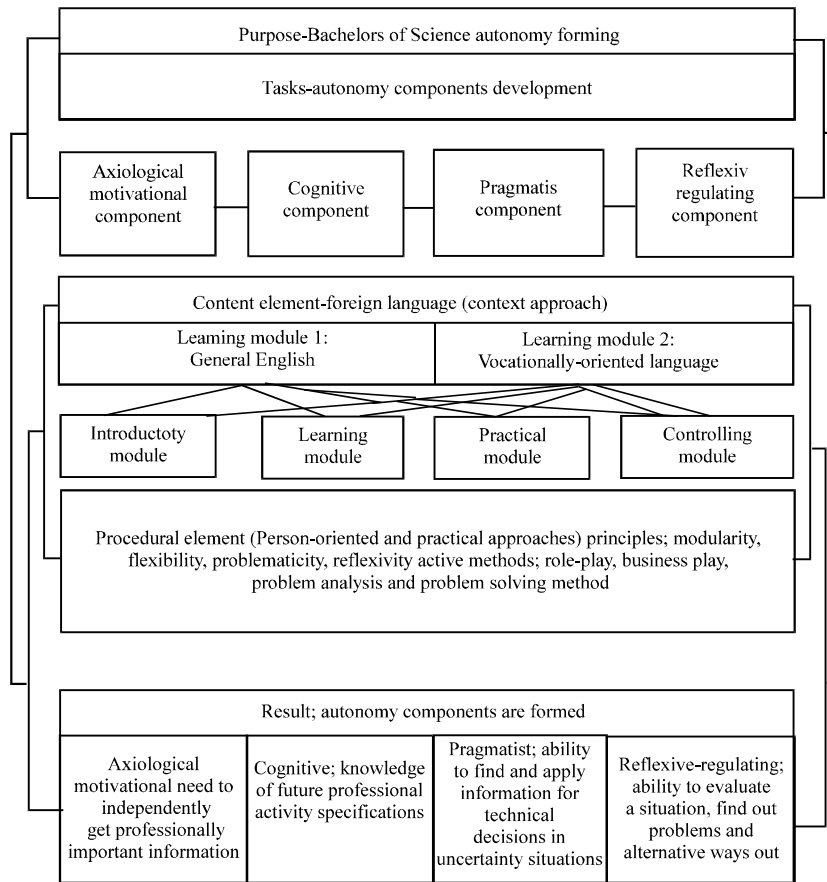 Purpose-Bachelors of Science autonomy forming
Tasks-autonomy components development
Axiological
motivational
component
Cognitive
component
Pragmatis
component
Reflexiv
regulating
component
Content element-foreign language (context approach)
Leaming module 1:
General English
Learning module 2:
Vocationally-oriented language
Introductoty
module
Learning
module
Practical
module
Controlling
module
Procedural element (Person-oriented and practical approaches) principles; modularity,
flexibility, problematicity, reflexivity active methods; role-play, business play,
problem analysis and problem solving method
Result; autonomy components are formed
Axiological
motivational need to
independently
get professionally
important information
Cognitive; knowledge
of future professional
activity specifications
Pragmatist; ability
to find and apply
information for
technical
decisions in
uncertainty situations
Reflexive-regulating;
ability to evaluate
a situation, find out
problems and
alternative ways out